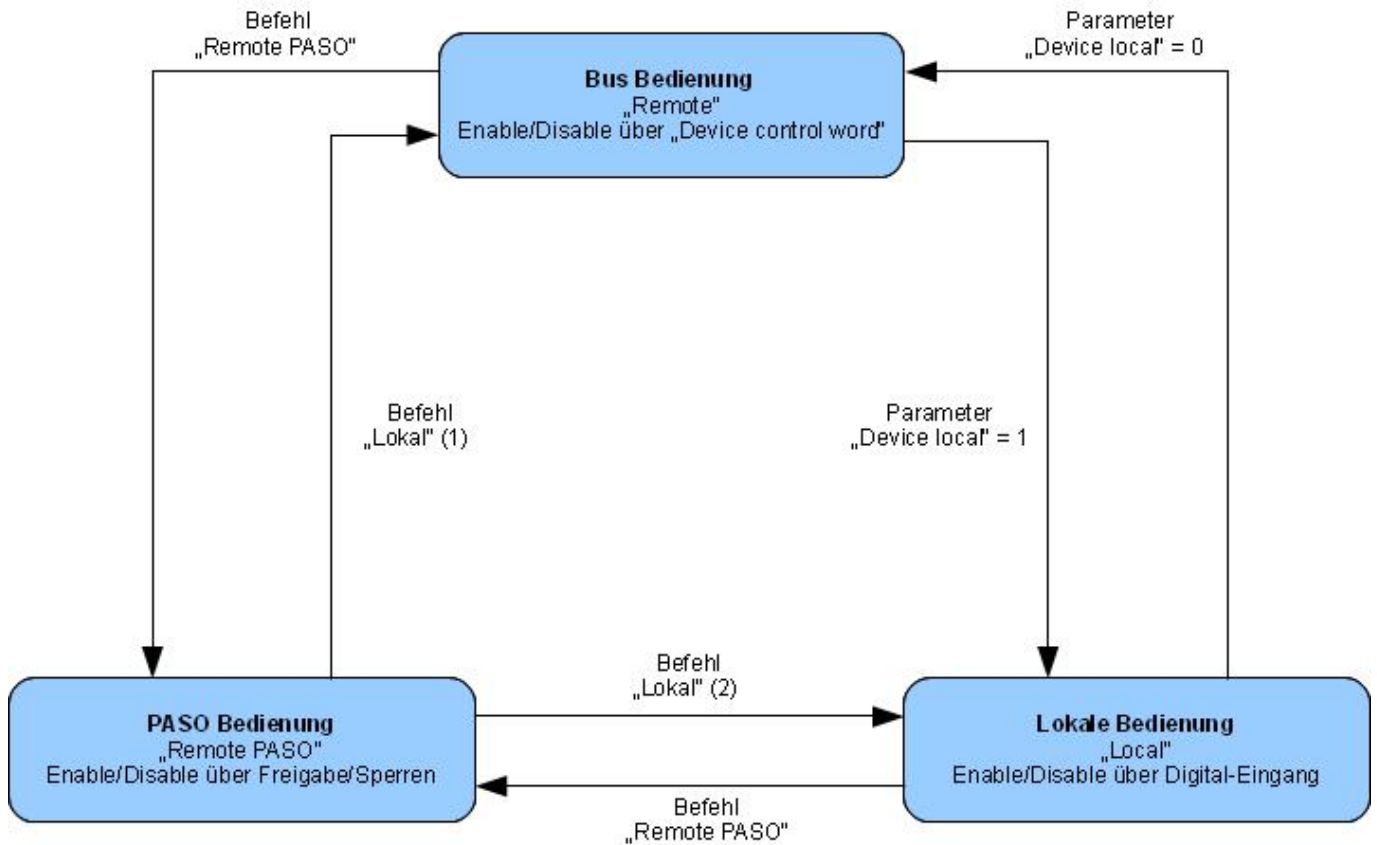 Befehl
„Remote PASO"
Parameter
„Device local" = 0
Bus Bedienung
„Remote"
Enable/Disable über „Device control word"
Befehl
„Lokal" (1)
Parameter
„Device local" = 1
Befehl
„Lokal" (2)
PASO Bedienung
„Remote PASO"
Enable/Disable über Freigabe/Sperren
Lokale Bedienung
„Local"
Enable/Disable über Digital-Eingang
Befehl
„Remote PASO"